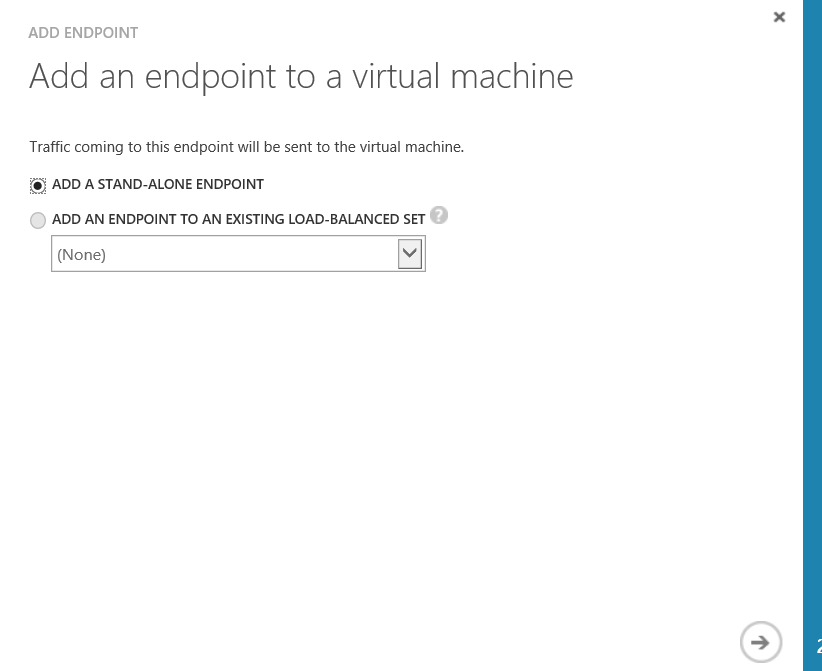 ADD ENDPOINT
Add an endpoint to a virtual machine
Traffic coming to this endpoint will be sent to the virtual machine.
ADD A STAND-ALONE ENDPOINT
ADD AN ENDPOINT TO AN EXISTING LOAD-BALANCED SET ?
(None)
2